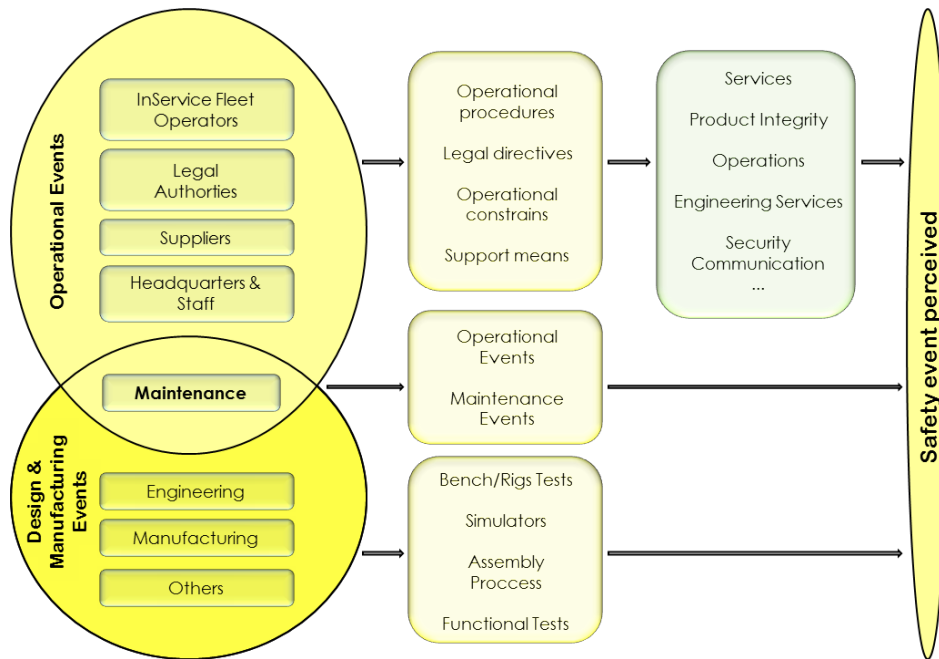 Operational Events
InService Fleet
Operators
Legal
Authorties
Suppliers
Headquarters &
Staff
Maintenance
Design &
Manufacturing
Events
Engineering
Manufacturing
Others
Operational
procedures
Legal directives
Operational
constrains
Support means
Operational
Events
Maintenance
Events
Bench/Rigs Tests
Simulators
Assembly
Proccess
Functional Tests
Services
Product Integrity
Operations
Engineering Services
Security
Communication
...
Safety event perceived